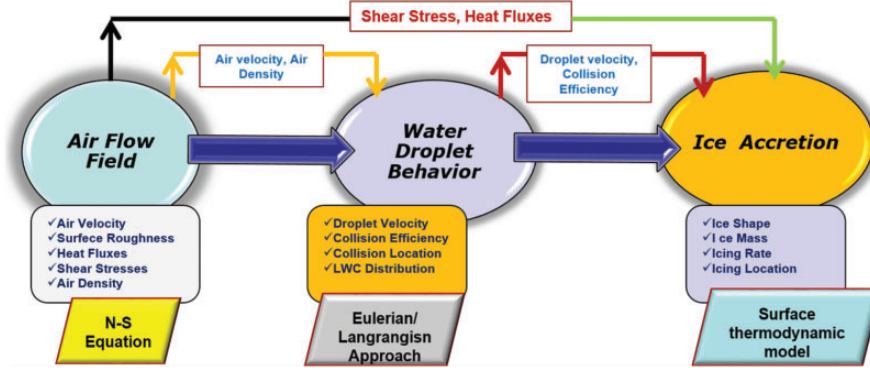 Shear Stress, Heat Fluxes
Air velocity, Air
Density
Droplet velocity,
Collision
Efficiency
Air Flow
Field
Water
Droplet
Behavior
Ice Accretion
✓Air Velocity
✓Surfece Roughness
✓Heat Fluxes
✓Shear Stresses
✓Air Density
✓Droplet Velocity
✓Collision Efficiency
✓Collision Location
✓LWC Distribution
✓Ice Shape
✓I ce Mass
✓Icing Rate
✓Icing Location
N-S
Equation
Eulerian/
Langrangisn
Approach
Surface
thermodynamic
model